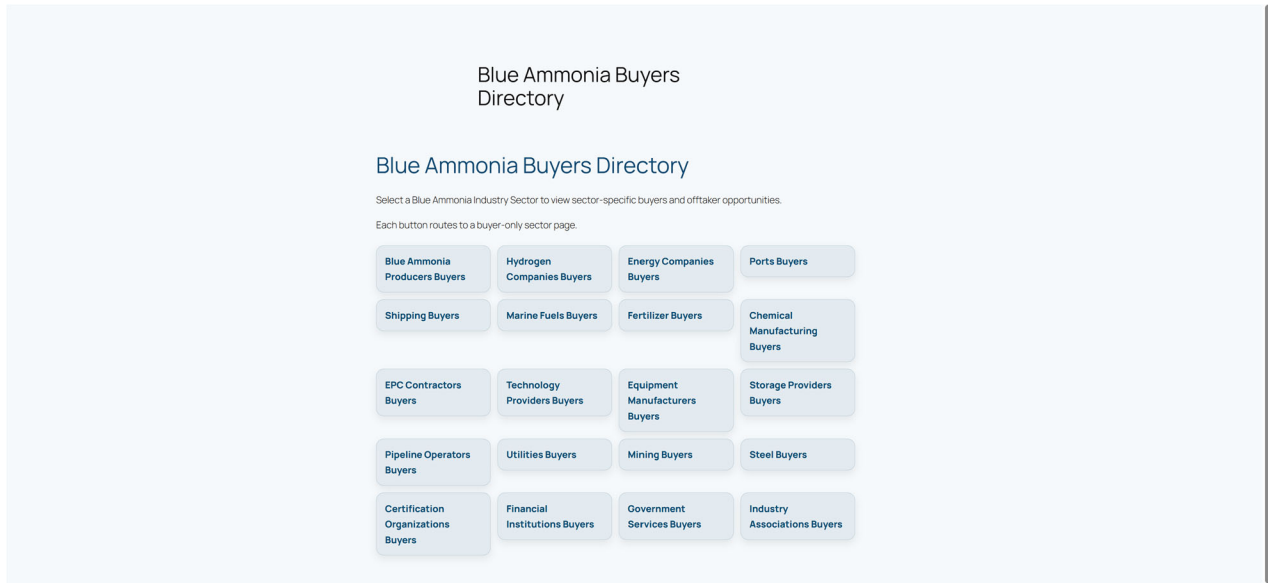 Blue Ammonia Buyers
Directory
Blue Ammonia Buyers Directory
Select a Blue Ammonia Industry Sector to view sector-specific buyers and offtaker opportunities.
Each button routes to a buyer-only sector page.
Blue Ammonia
Producers Buyers
Hydrogen
Companies Buyers
Energy Companies
Buyers
Ports Buyers
Shipping Buyers
Marine Fuels Buyers
Fertilizer Buyers
Chemical
Manufacturing
Buyers
EPC Contractors
Buyers
Technology
Providers Buyers
Equipment
Manufacturers
Buyers
Storage Providers
Buyers
Pipeline Operators
Buyers
Utilities Buyers
Mining Buyers
Steel Buyers
Certification
Organizations
Buyers
Financial
Institutions Buyers
Government
Services Buyers
Industry
Associations Buyers